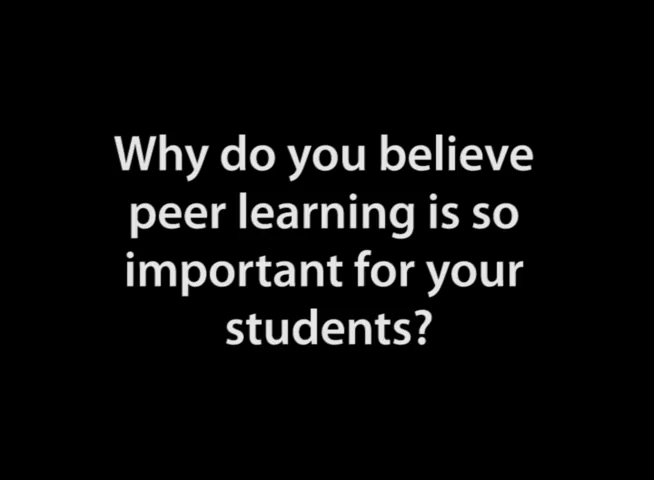 Why do you believe
peer learning is so
important for your
students?